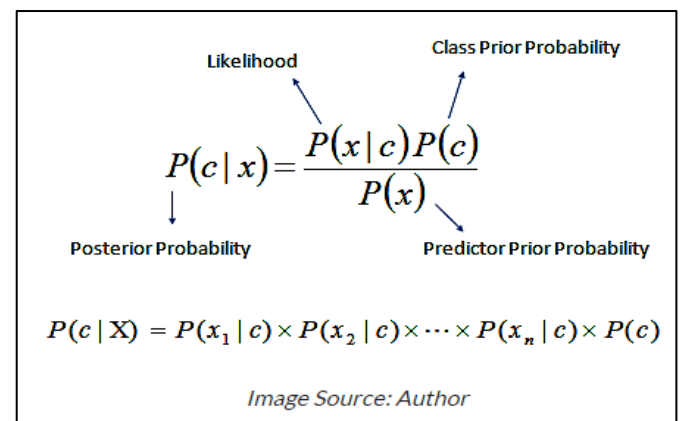 Class Prior Probability
Likelihood
P(c | x) = P(x | c)P(c) / P(x)
Posterior Probability
Predictor Prior Probability
P(c | X) = P(x₁ | c) × P(x₂ | c) × ⋯ × P(xₙ | c) × P(c)
Image Source: Author